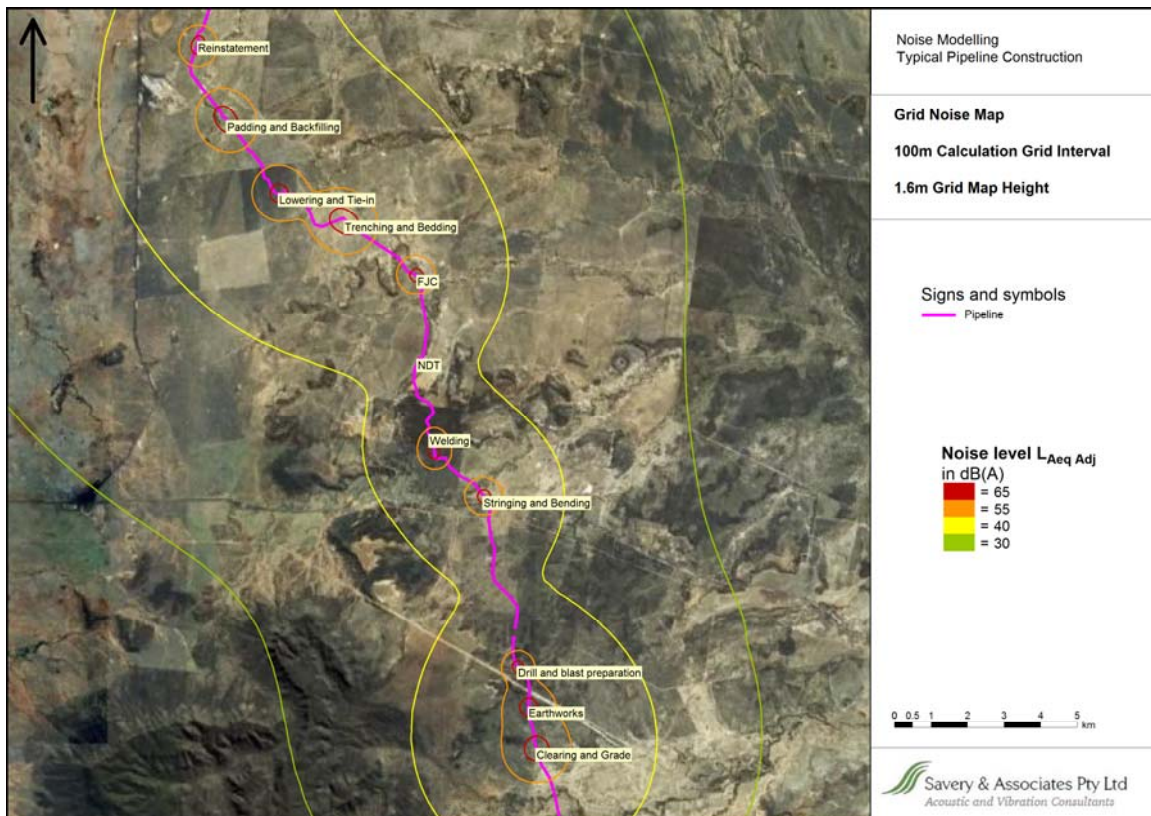 Reinstatement
Padding and Backfilling
Lowering and Tie-in
Trenching and Bedding
FJC
NDT
Welding
Stringing and Bending
Drill and blast preparation
Earthworks
Clearing and Grade
Noise Modelling
Typical Pipeline Construction
Grid Noise Map
100m Calculation Grid Interval
1.6m Grid Map Height
Signs and symbols
Pipeline
Noise level LAeq Adj
in dB(A)
= 65
= 55
= 40
= 30
0 0.5 1 2 3 4 5
km
Savery & Associates Pty Ltd
Acoustic and Vibration Consultants